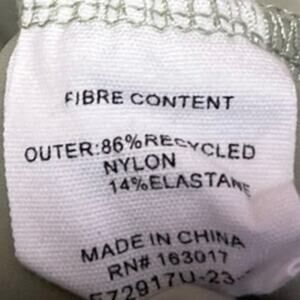 FIBRE CONTENT
OUTER:86%RECYCLED
NYLON
14%ELASTANE
MADE IN CHINA
RN# 163017